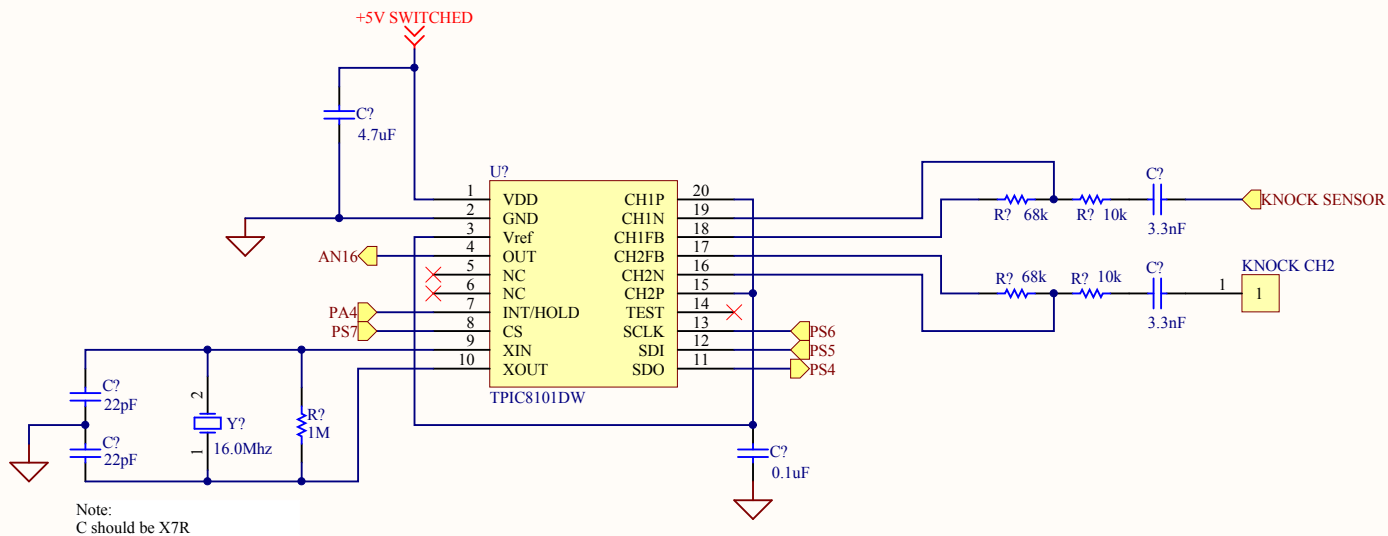 +5V SWITCHED
C?
4.7uF
U?
1 VDD CH1P 20
2 GND CH1N 19
3 Vref CH1FB 18
4 OUT CH2FB 17
5 NC CH2N 16
6 NC CH2P 15
7 INT/HOLD TEST 14
8 CS SCLK 13
9 XIN SDI 12
10 XOUT SDO 11
TPIC8101DW
AN16
PA4
PS7
PS6
PS5
PS4
C?
R? 68k R? 10k
3.3nF
KNOCK SENSOR
68k 10k C?
R? R?
3.3nF
KNOCK CH2
1 1
C?
22pF
C?
22pF
2
Y?
1 16.0Mhz
R?
1M
C?
0.1uF
Note:
C should be X7R